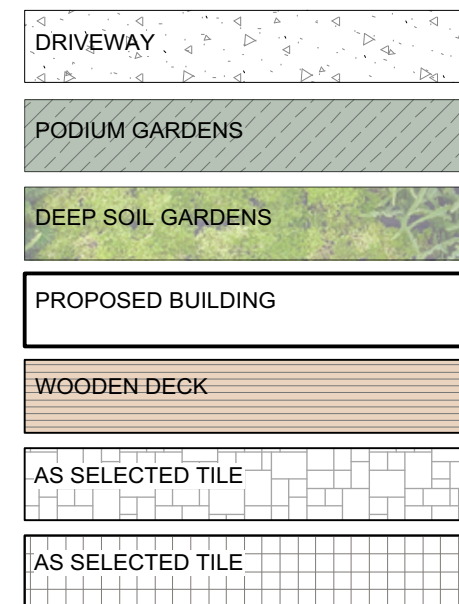 DRIVEWAY
PODIUM GARDENS
DEEP SOIL GARDENS
PROPOSED BUILDING
WOODEN DECK
AS SELECTED TILE
AS SELECTED TILE